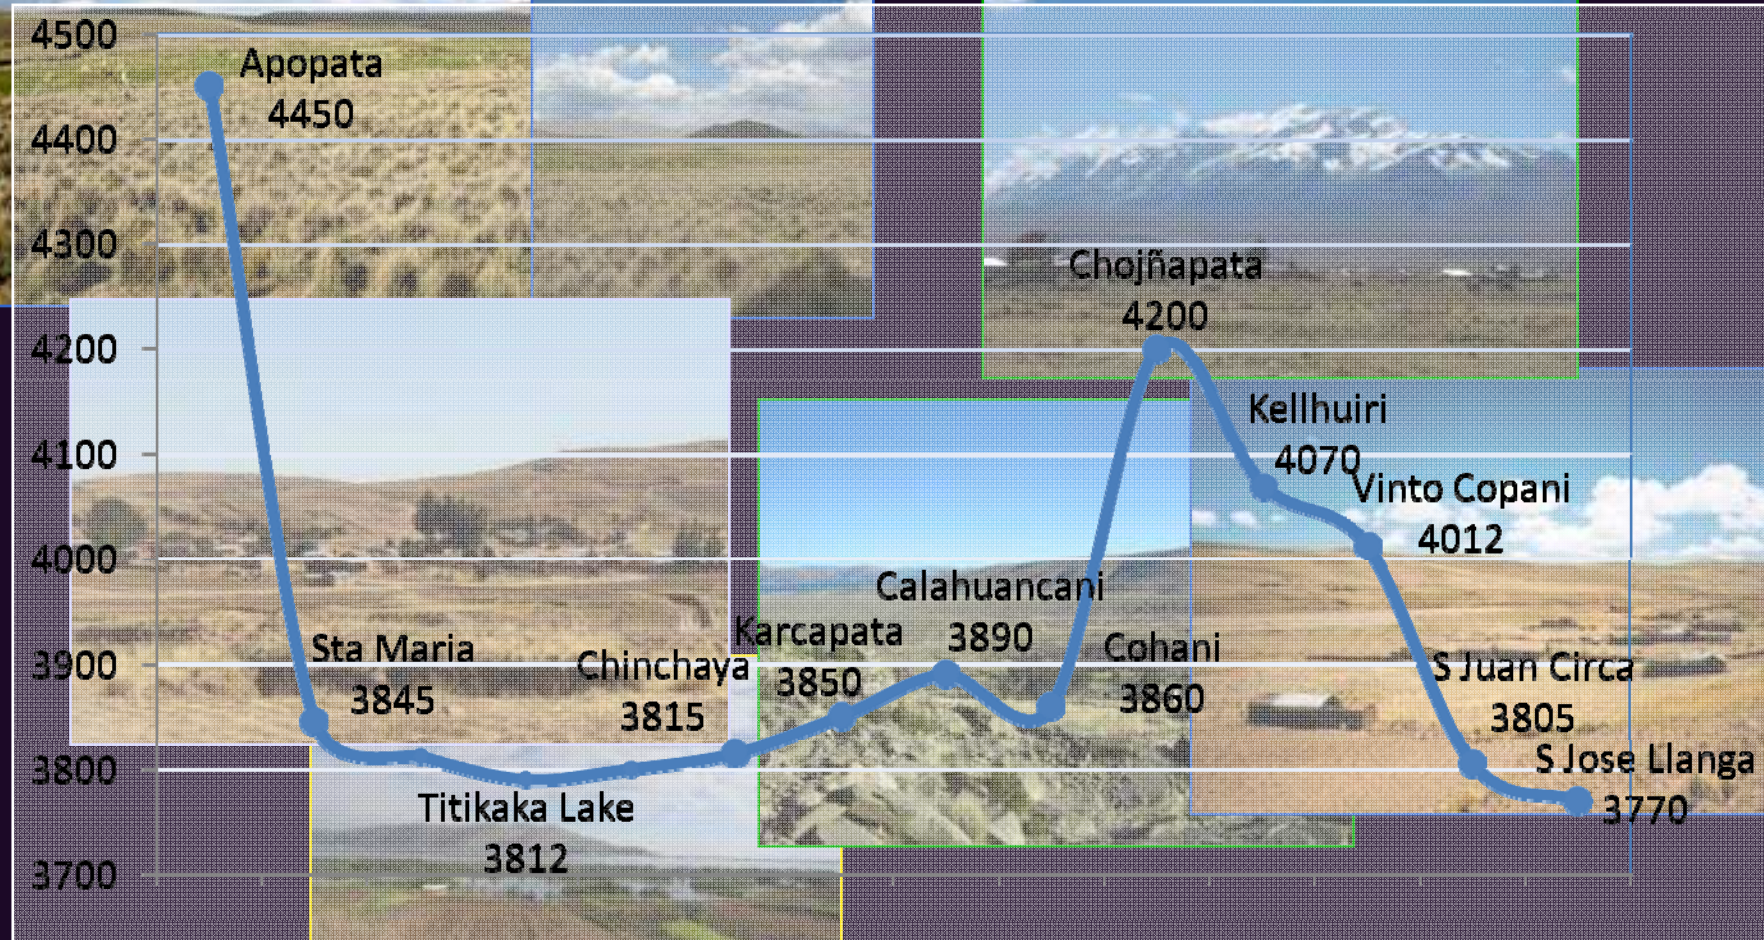 4500
4400
4300
4200
4100
4000
3900
3800
3700
Apopata
4450
Sta Maria
3845
Titikaka Lake
3812
Chinchaya
3815
Karcapata
3850
Calahuancani
3890
Cohani
3860
Chojñapata
4200
Kellhuiri
4070
Vinto Copani
4012
S Juan Circa
3805
S Jose Llanga
3770